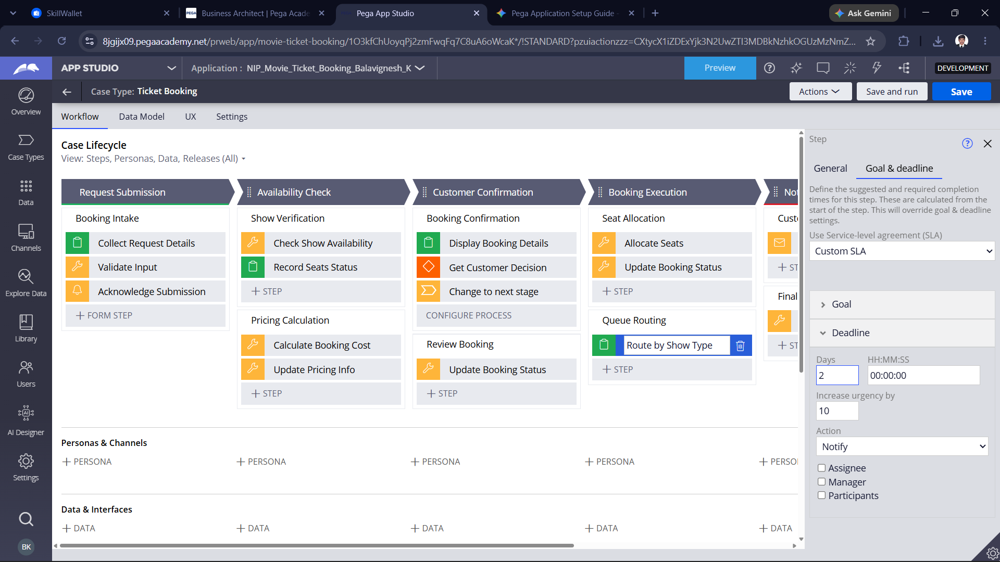 SkillWallet
Business Architect | Pega Acade
Pega App Studio
Pega Application Setup Guide -
Ask Gemini
8jgijx09.pegaacademy.net/prweb/app/movie-ticket-booking/1O3kfChUoyqPj2zmFwqFq7C8uA6oWcaK*/!STANDARD?pzuiactionzzz=CXtycX1iZDExYjk3N2UwZTI3MDBkNzhkOGUzMzNmZ...
APP STUDIO
Application : NIP_Movie_Ticket_Booking_Balavignesh_K
Preview
DEVELOPMENT
Case Type: Ticket Booking
Actions
Save and run
Save
Overview
Case Types
Data
Channels
Explore Data
Library
Users
AI Designer
Settings
BK
Workflow
Data Model
UX
Settings
Case Lifecycle
View: Steps, Personas, Data, Releases (All)
Request Submission
Booking Intake
Collect Request Details
Validate Input
Acknowledge Submission
+ FORM STEP
Availability Check
Show Verification
Check Show Availability
Record Seats Status
+ STEP
Pricing Calculation
Calculate Booking Cost
Update Pricing Info
+ STEP
Customer Confirmation
Booking Confirmation
Display Booking Details
Get Customer Decision
Change to next stage
CONFIGURE PROCESS
Review Booking
Update Booking Status
+ STEP
Booking Execution
Seat Allocation
Allocate Seats
Update Booking Status
+ STEP
Queue Routing
Route by Show Type
+ STEP
Not
Custo
+ ST
Final
+ ST
Personas & Channels
+ PERSONA
+ PERSONA
+ PERSONA
+ PERSONA
+ PERSO
Data & Interfaces
+ DATA
+ DATA
+ DATA
+ DATA
+ DATA
Step
General
Goal & deadline
Define the suggested and required completion
times for this step. These are calculated from the
start of the step. This will override goal & deadline
settings.
Use Service-level agreement (SLA)
Custom SLA
Goal
Deadline
Days
HH:MM:SS
2
00:00:00
Increase urgency by
10
Action
Notify
Assignee
Manager
Participants